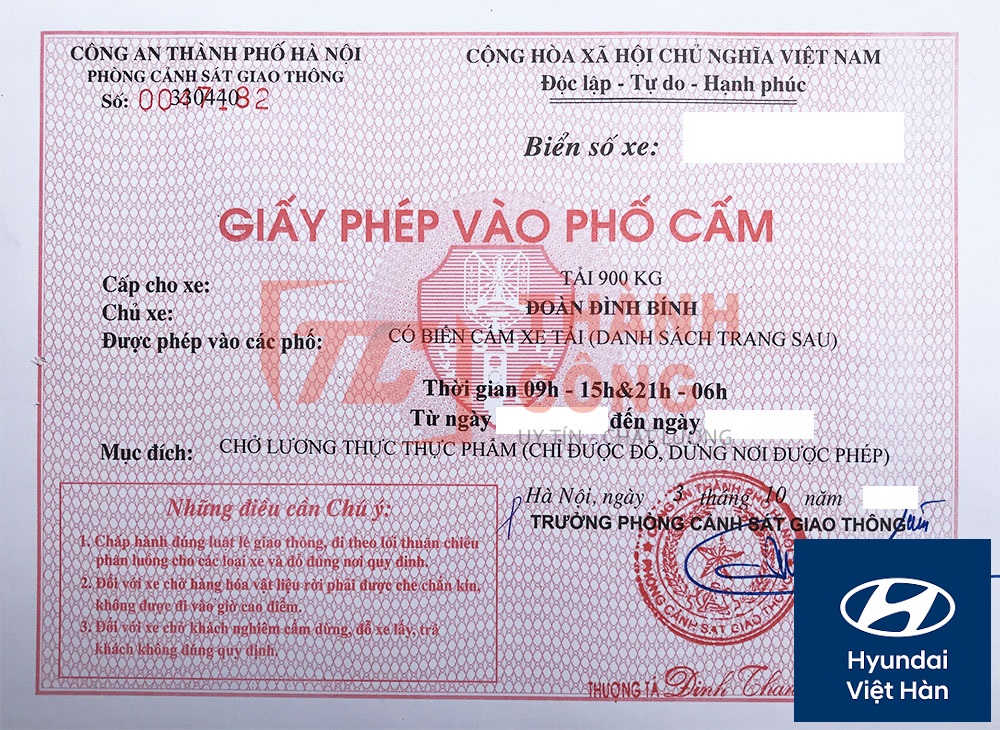 CÔNG AN THÀNH PHỐ HÀ NỘI
PHÒNG CẢNH SÁT GIAO THÔNG
Số: 330440
CỘNG HÒA XÃ HỘI CHỦ NGHĨA VIỆT NAM
Độc lập - Tự do - Hạnh phúc
Biển số xe:
GIẤY PHÉP VÀO PHỐ CẤM
Cấp cho xe: TẢI 900 KG
Chủ xe: ĐOÀN ĐÌNH BÍNH
Được phép vào các phố: CÓ BIỂN CẤM XE TẢI (DANH SÁCH TRANG SAU)
THÀNH CÔNG
Thời gian 09h - 15h&21h - 06h
Từ ngày đến ngày
UY TÍN - CHẤT LƯỢNG
Mục đích: CHỞ LƯƠNG THỰC THỰC PHẨM (CHỈ ĐƯỢC ĐỖ, DỪNG NƠI ĐƯỢC PHÉP)
Hà Nội, ngày 3 tháng 10 năm
TRƯỞNG PHÒNG CẢNH SÁT GIAO THÔNG
Những điều cần Chú ý:
1. Chấp hành đúng luật lệ giao thông, đi theo lối thuận chiều
phân luồng cho các loại xe và đỗ đúng nơi quy định.
2. Đối với xe chở hàng hóa vật liệu rời phải được che chắn kín,
không được đi vào giờ cao điểm.
3. Đối với xe chở khách nghiêm cấm dừng, đỗ xe lấy, trả
khách không đúng quy định.
PHÒNG CẢNH SÁT GIAO
THƯỢNG TÁ Đinh
Hyundai
Việt Hàn